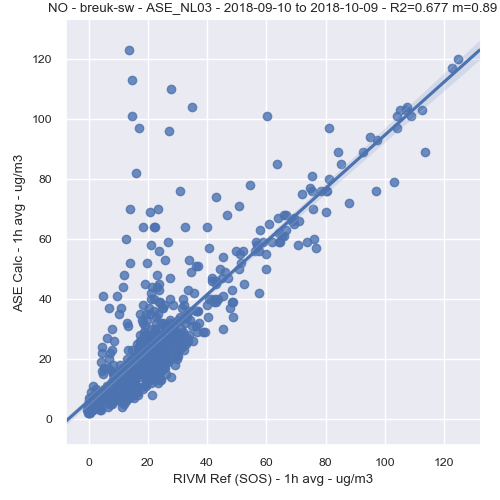 NO - breuk-sw - ASE_NL03 - 2018-09-10 to 2018-10-09 - R2=0.677 m=0.89
120
100
80
60
40
20
0
ASE Calc - 1h avg - ug/m3
0 20 40 60 80 100 120
RIVM Ref (SOS) - 1h avg - ug/m3